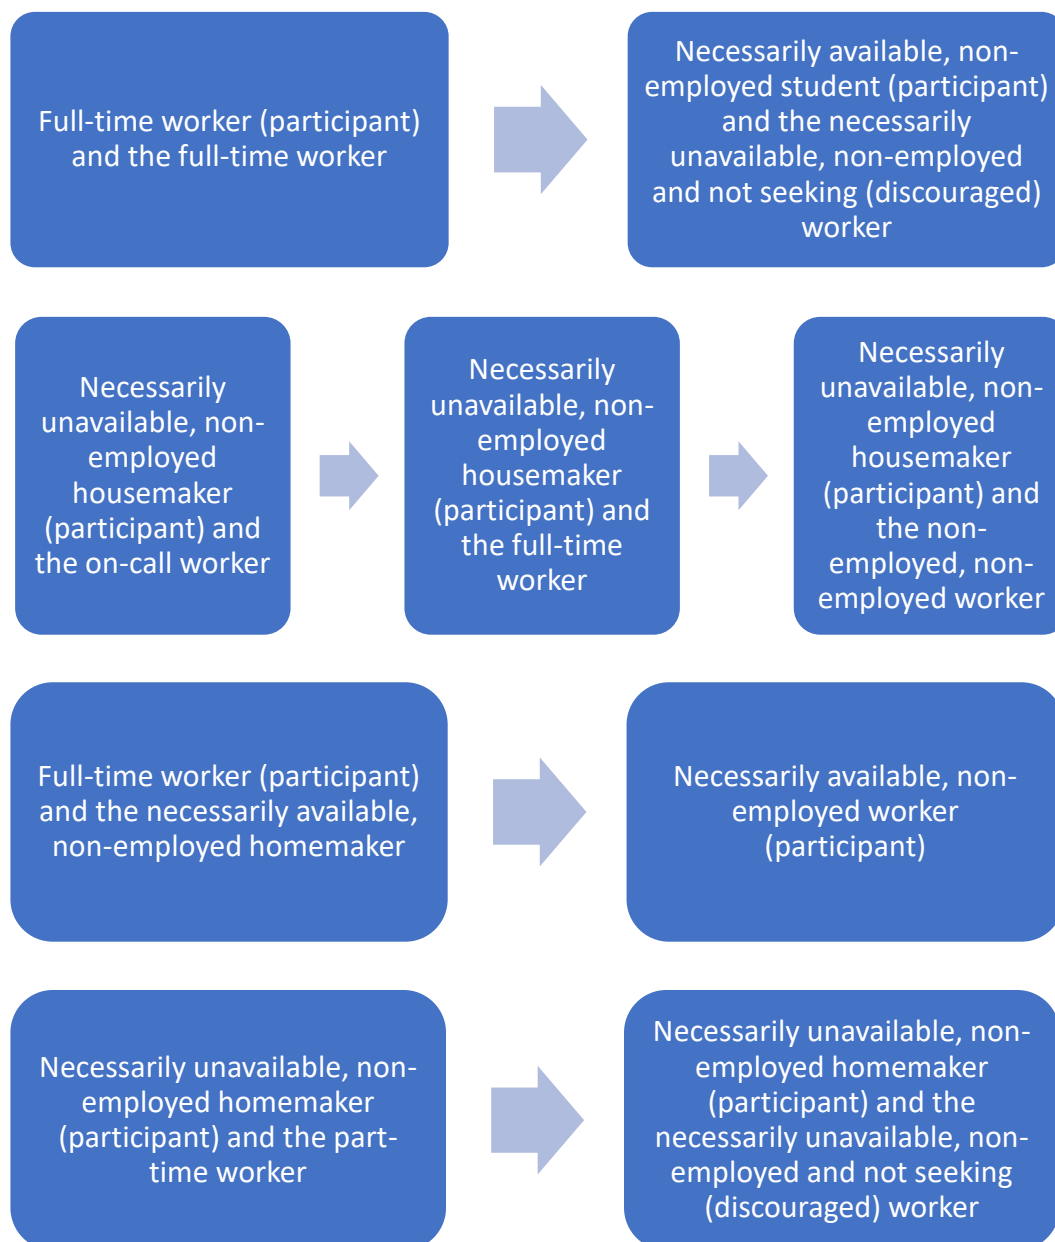 Full-time worker (participant)
and the full-time worker
Necessarily available, non-
employed student (participant)
and the necessarily
unavailable, non-employed
and not seeking (discouraged)
worker
Necessarily
unavailable, non-
employed
housemaker
(participant) and
the on-call worker
Necessarily
unavailable, non-
employed
housemaker
(participant) and
the full-time
worker
Necessarily
unavailable, non-
employed
housemaker
(participant) and
the non-
employed, non-
employed worker
Full-time worker (participant)
and the necessarily available,
non-employed homemaker
Necessarily available, non-
employed worker
(participant)
Necessarily unavailable, non-
employed homemaker
(participant) and the part-
time worker
Necessarily unavailable, non-
employed homemaker
(participant) and the
necessarily unavailable, non-
employed and not seeking
(discouraged) worker